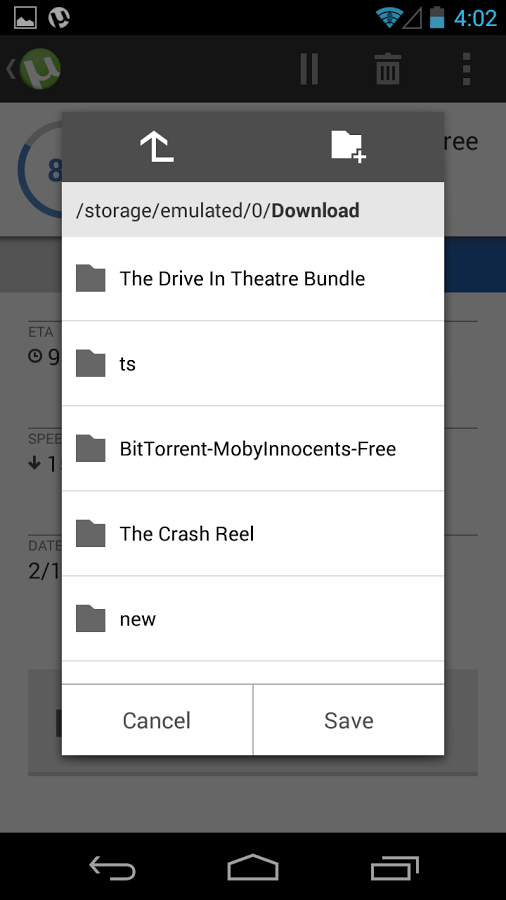 4:02
ree
8
/storage/emulated/0/Download
The Drive In Theatre Bundle
ts
BitTorrent-MobyInnocents-Free
The Crash Reel
new
ETA
9
SPEE
1
DATE
2/1
Cancel
Save